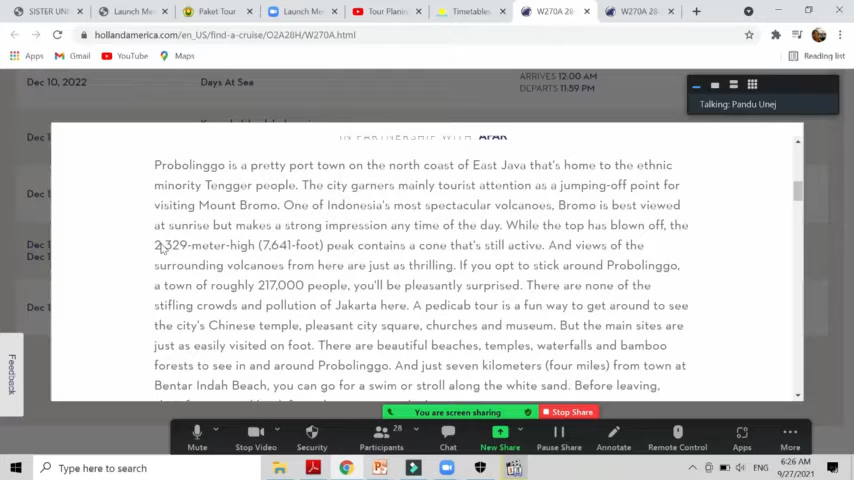 SISTER UNI
Launch Me
Paket Tour
Launch Me
Tour Planin
Timetables
W270A 28
W270A 28
hollandamerica.com/en_US/find-a-cruise/O2A28H/W270A.html
Apps Gmail YouTube Maps Reading list
Dec 10, 2022 Days At Sea ARRIVES 12:00 AM
DEPARTS 11:59 PM
Talking: Pandu Unej
Dec 1
IN PARTNERSHIP WITH AFAR
Probolinggo is a pretty port town on the north coast of East Java that's home to the ethnic
minority Tengger people. The city garners mainly tourist attention as a jumping-off point for
visiting Mount Bromo. One of Indonesia's most spectacular volcanoes, Bromo is best viewed
at sunrise but makes a strong impression any time of the day. While the top has blown off, the
2,329-meter-high (7,641-foot) peak contains a cone that's still active. And views of the
surrounding volcanoes from here are just as thrilling. If you opt to stick around Probolinggo,
a town of roughly 217,000 people, you'll be pleasantly surprised. There are none of the
stifling crowds and pollution of Jakarta here. A pedicab tour is a fun way to get around to see
the city's Chinese temple, pleasant city square, churches and museum. But the main sites are
just as easily visited on foot. There are beautiful beaches, temples, waterfalls and bamboo
forests to see in and around Probolinggo. And just seven kilometers (four miles) from town at
Bentar Indah Beach, you can go for a swim or stroll along the white sand. Before leaving,
Dec 1
Dec 1
Dec 1
Dec 1
Feedback
You are screen sharing Stop Share
28
Mute Stop Video Security Participants Chat New Share Pause Share Annotate Remote Control Apps More
Type here to search
ENG
6:26 AM
9/27/2021